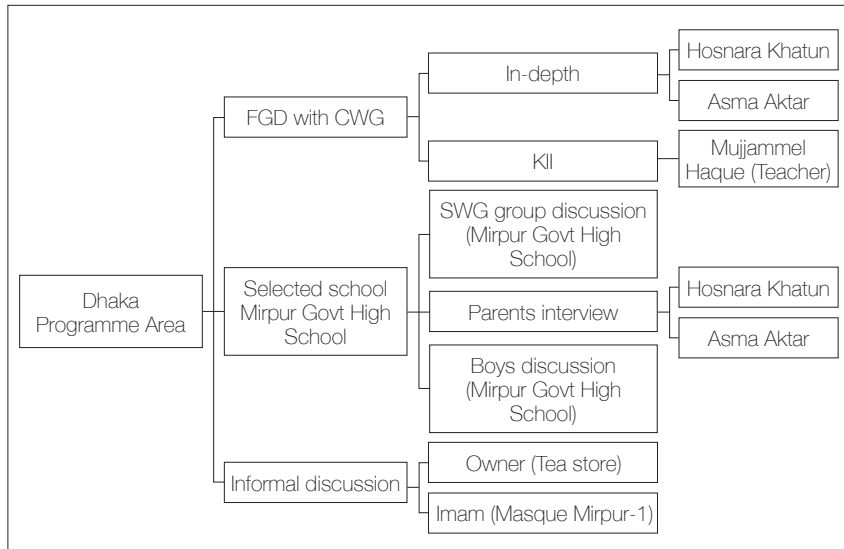 Dhaka
Programme Area
FGD with CWG
In-depth
Hosnara Khatun
Asma Aktar
KII
Mujjammel
Haque (Teacher)
Selected school
Mirpur Govt High
School
SWG group discussion
(Mirpur Govt High
School)
Parents interview
Hosnara Khatun
Asma Aktar
Boys discussion
(Mirpur Govt High
School)
Informal discussion
Owner (Tea store)
Imam (Masque Mirpur-1)